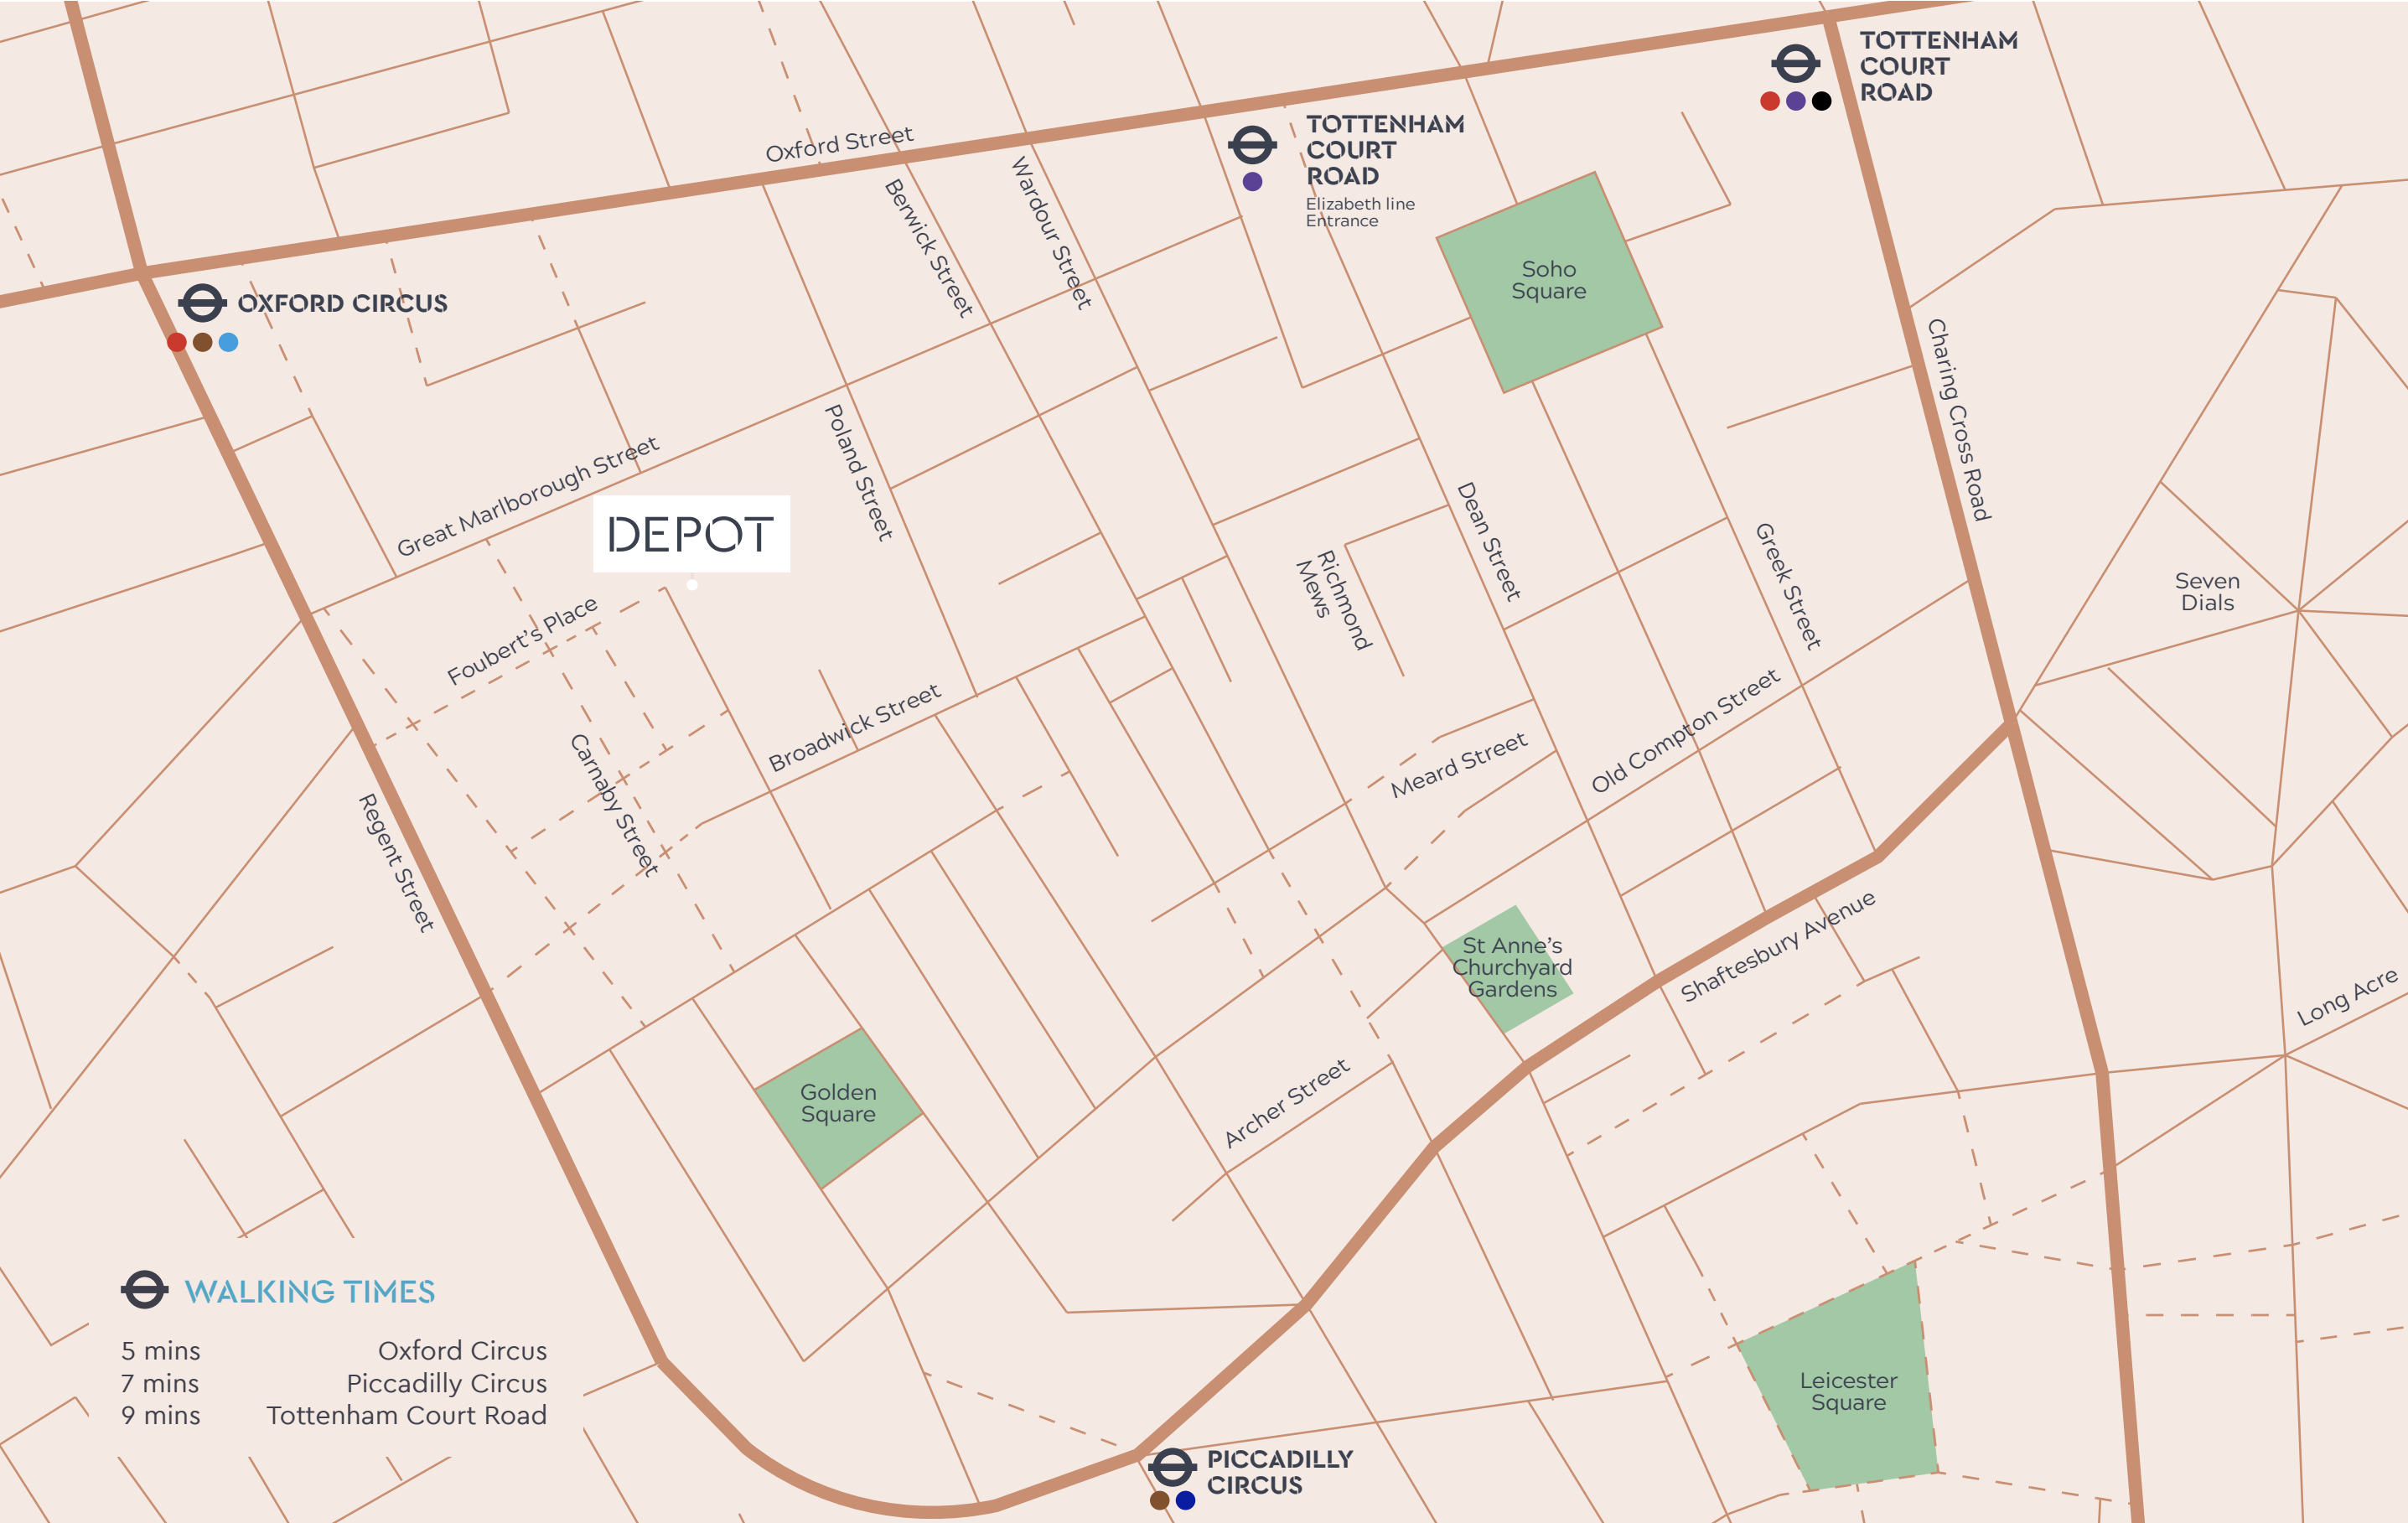 TOTTENHAM
COURT
ROAD
Oxford Street
TOTTENHAM
COURT
ROAD
Elizabeth line
Entrance
Berwick Street
Wardour Street
Soho
Square
OXFORD CIRCUS
Charing Cross Road
Great Marlborough Street
Poland Street
DEPOT
Dean Street
Richmond
Mews
Greek Street
Seven
Dials
Foubert's Place
Carnaby Street
Broadwick Street
Meard Street
Old Compton Street
Regent Street
St Anne's
Churchyard
Gardens
Shaftesbury Avenue
Long Acre
Golden
Square
Archer Street
WALKING TIMES
5 mins Oxford Circus
7 mins Piccadilly Circus
9 mins Tottenham Court Road
Leicester
Square
PICCADILLY
CIRCUS